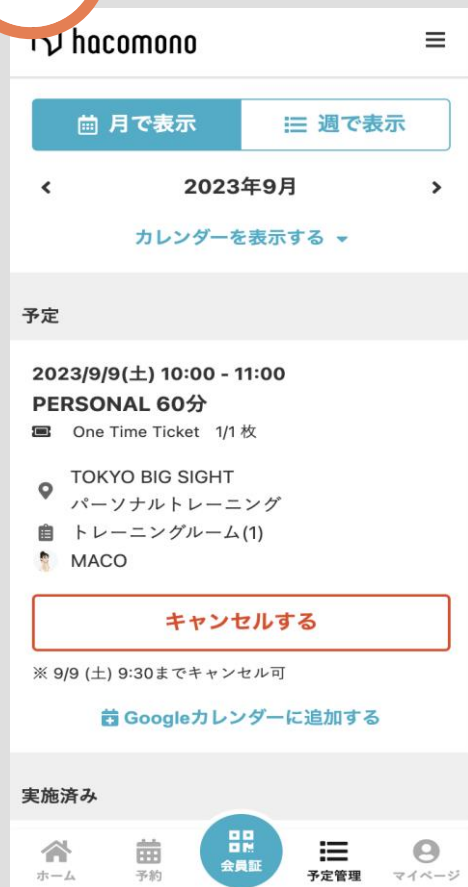 hacomono
月で表示
週で表示
2023年9月
カレンダーを表示する
予定
2023/9/9(土) 10:00 - 11:00
PERSONAL 60分
One Time Ticket 1/1 枚
TOKYO BIG SIGHT
パーソナルトレーニング
トレーニングルーム(1)
MACO
キャンセルする
※ 9/9 (土) 9:30までキャンセル可
Googleカレンダーに追加する
実施済み
ホーム
予約
会員証
予定管理
マイページ